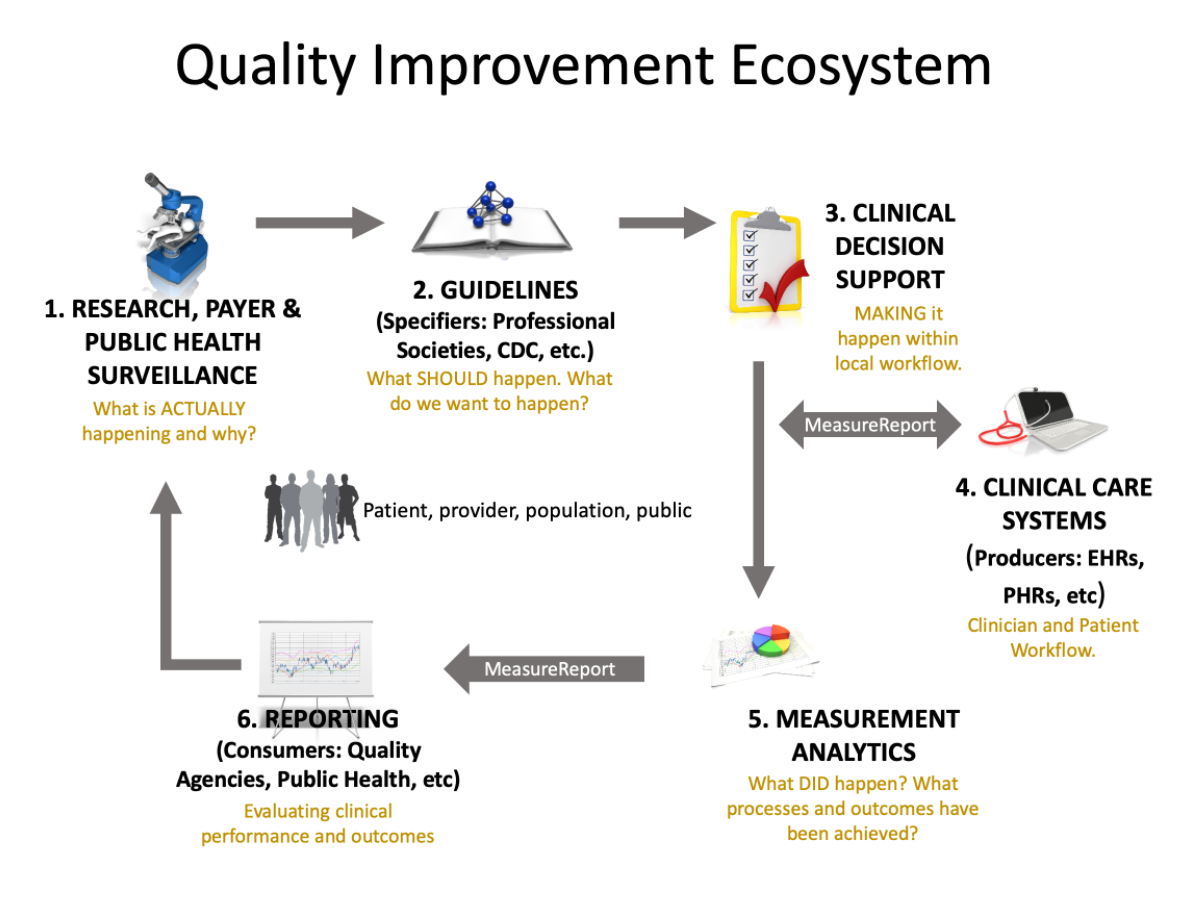 Quality Improvement Ecosystem
1. RESEARCH, PAYER &
PUBLIC HEALTH
SURVEILLANCE
What is ACTUALLY
happening and why?
2. GUIDELINES
(Specifiers: Professional
Societies, CDC, etc.)
What SHOULD happen. What
do we want to happen?
3. CLINICAL
DECISION
SUPPORT
MAKING it
happen within
local workflow.
MeasureReport
4. CLINICAL CARE
SYSTEMS
(Producers: EHRs,
PHRs, etc)
Clinician and Patient
Workflow.
Patient, provider, population, public
5. MEASUREMENT
ANALYTICS
What DID happen? What
processes and outcomes have
been achieved?
MeasureReport
6. REPORTING
(Consumers: Quality
Agencies, Public Health, etc)
Evaluating clinical
performance and outcomes